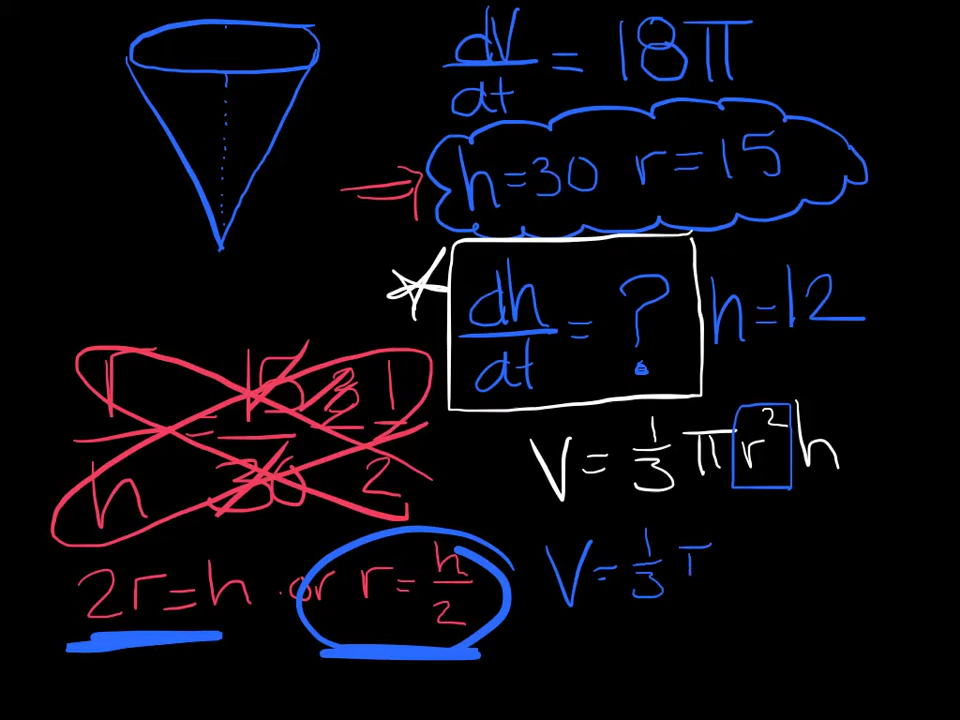 dV/dt = 18π
h=30 r=15
dh/dt = ? h=12
r/h = 15/30 = 1/2
V = 1/3 π r² h
2r=h or r = h/2
V = 1/3 π